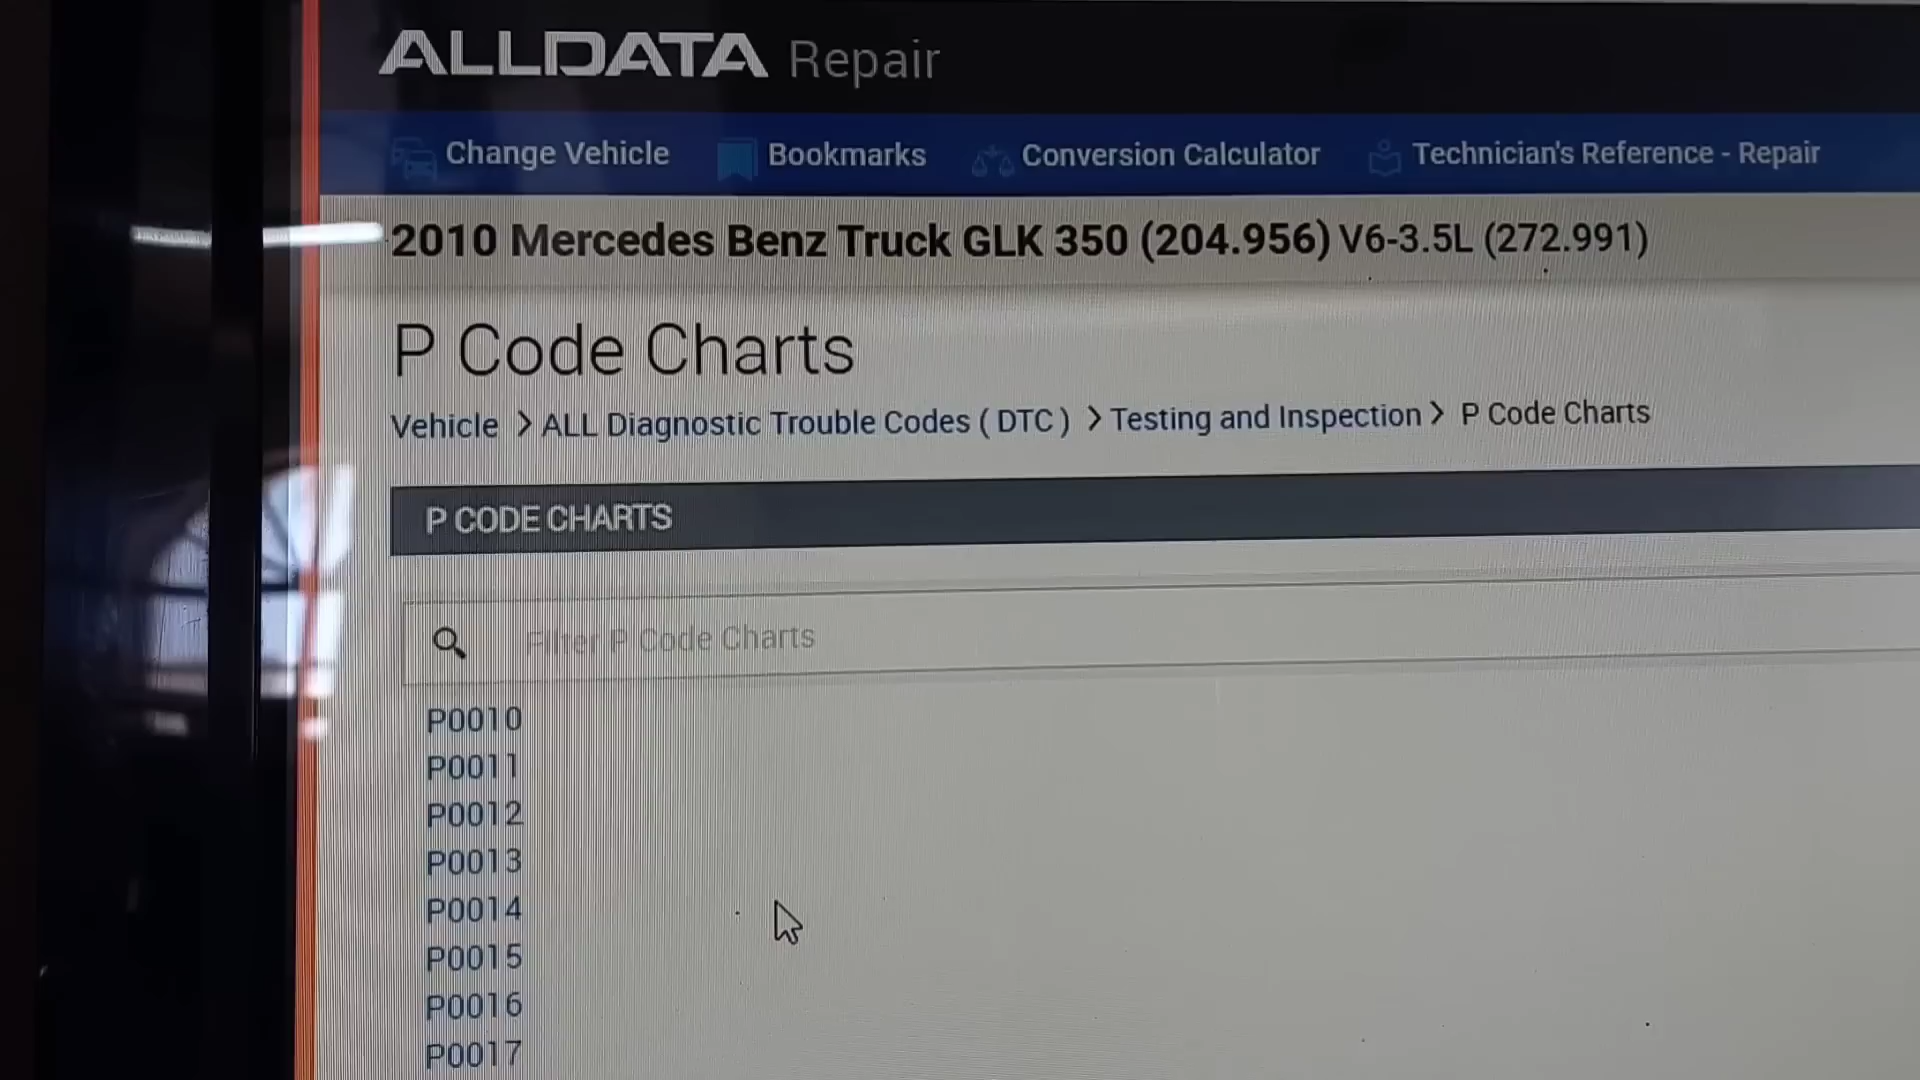 ALLDATA Repair
Change Vehicle Bookmarks Conversion Calculator Technician's Reference - Repair
2010 Mercedes Benz Truck GLK 350 (204.956) V6-3.5L (272.991)
P Code Charts
Vehicle > ALL Diagnostic Trouble Codes ( DTC ) > Testing and Inspection > P Code Charts
P CODE CHARTS
Filter P Code Charts
P0010
P0011
P0012
P0013
P0014
P0015
P0016
P0017